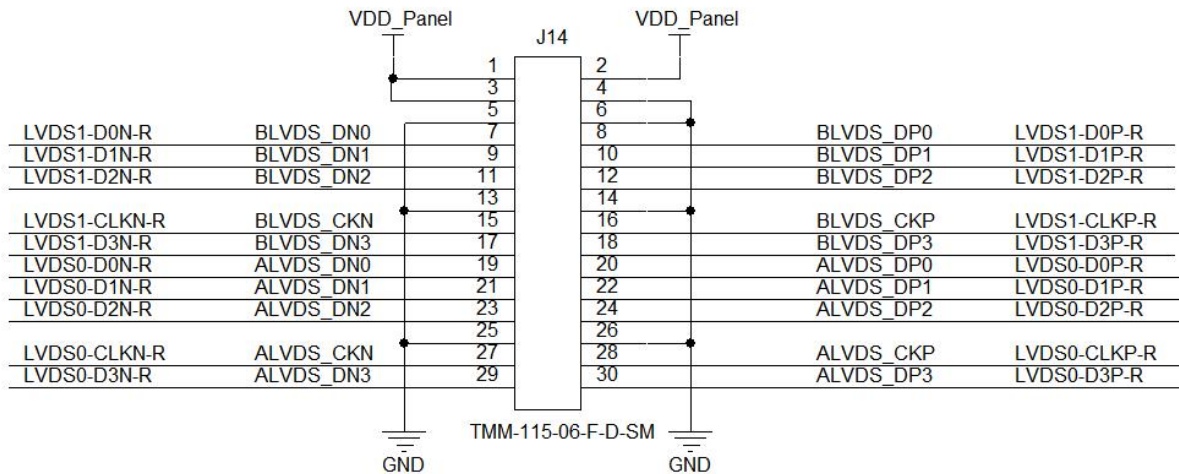 VDD_Panel VDD_Panel
J14
1 2
3 4
5 6
LVDS1-D0N-R BLVDS_DN0 7 8 BLVDS_DP0 LVDS1-D0P-R
LVDS1-D1N-R BLVDS_DN1 9 10 BLVDS_DP1 LVDS1-D1P-R
LVDS1-D2N-R BLVDS_DN2 11 12 BLVDS_DP2 LVDS1-D2P-R
13 14
LVDS1-CLKN-R BLVDS_CKN 15 16 BLVDS_CKP LVDS1-CLKP-R
LVDS1-D3N-R BLVDS_DN3 17 18 BLVDS_DP3 LVDS1-D3P-R
LVDS0-D0N-R ALVDS_DN0 19 20 ALVDS_DP0 LVDS0-D0P-R
LVDS0-D1N-R ALVDS_DN1 21 22 ALVDS_DP1 LVDS0-D1P-R
LVDS0-D2N-R ALVDS_DN2 23 24 ALVDS_DP2 LVDS0-D2P-R
25 26
LVDS0-CLKN-R ALVDS_CKN 27 28 ALVDS_CKP LVDS0-CLKP-R
LVDS0-D3N-R ALVDS_DN3 29 30 ALVDS_DP3 LVDS0-D3P-R
TMM-115-06-F-D-SM
GND GND